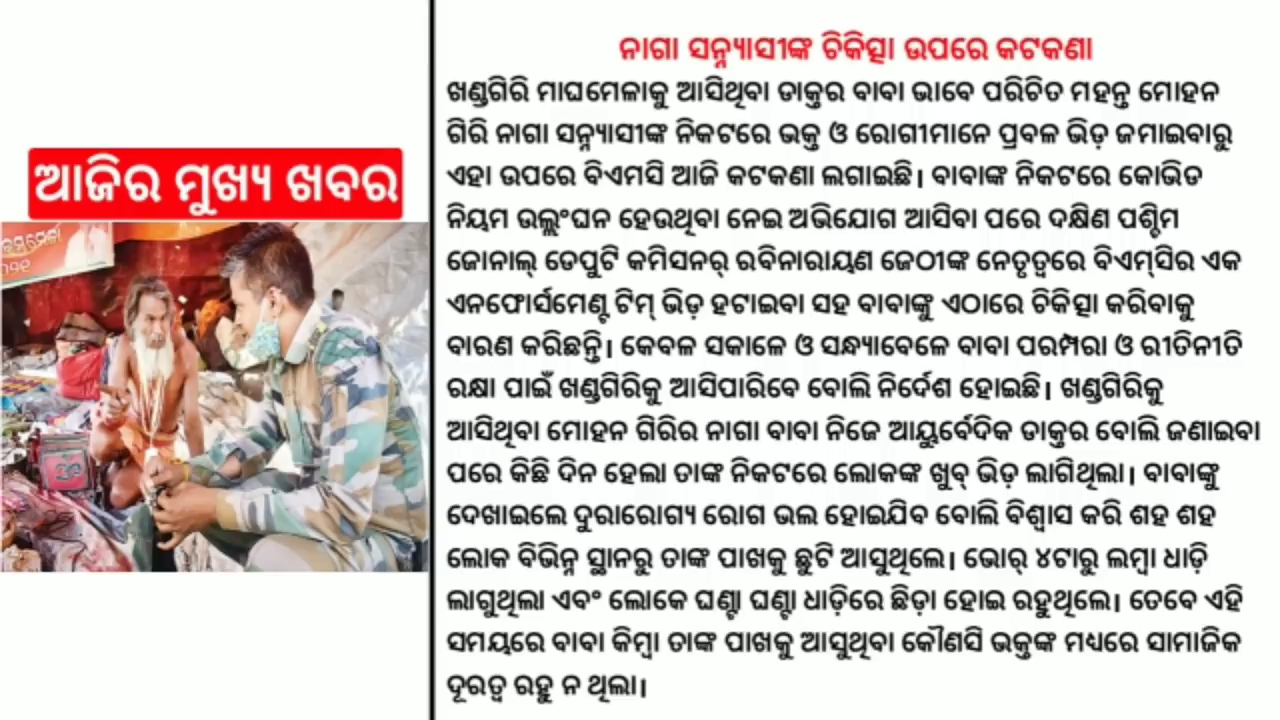 ଆଜିର ମୁଖ୍ୟ ଖବର
ନାଗା ସନ୍ନ୍ୟାସୀଙ୍କ ଚିକିତ୍ସା ଉପରେ କଟକଣା
ଖଣ୍ଡଗିରି ମାଘମେଳାକୁ ଆସିଥିବା ଡାକ୍ତର ବାବା ଭାବେ ପରିଚିତ ମହନ୍ତ ମୋହନ
ଗିରି ନାଗା ସନ୍ନ୍ୟାସୀଙ୍କ ନିକଟରେ ଭକ୍ତ ଓ ରୋଗୀମାନେ ପ୍ରବଳ ଭିଡ଼ ଜମାଇବାରୁ
ଏହା ଉପରେ ବିଏମସି ଆଜି କଟକଣା ଲଗାଇଛି। ବାବାଙ୍କ ନିକଟରେ କୋଭିଡ
ନିୟମ ଉଲ୍ଲଂଘନ ହେଉଥିବା ନେଇ ଅଭିଯୋଗ ଆସିବା ପରେ ଦକ୍ଷିଣ ପଶ୍ଚିମ
ଜୋନାଲ୍ ଡେପୁଟି କମିସନର୍ ରବିନାରାୟଣ ଜେଠୀଙ୍କ ନେତୃତ୍ୱରେ ବିଏମ୍‌ସିର ଏକ
ଏନଫୋର୍ସମେଣ୍ଟ ଟିମ୍ ଭିଡ଼ ହଟାଇବା ସହ ବାବାଙ୍କୁ ଏଠାରେ ଚିକିତ୍ସା କରିବାକୁ
ବାରଣ କରିଛନ୍ତି। କେବଳ ସକାଳେ ଓ ସନ୍ଧ୍ୟାବେଳେ ବାବା ପରମ୍ପରା ଓ ରୀତିନୀତି
ରକ୍ଷା ପାଇଁ ଖଣ୍ଡଗିରିକୁ ଆସିପାରିବେ ବୋଲି ନିର୍ଦେଶ ହୋଇଛି। ଖଣ୍ଡଗିରିକୁ
ଆସିଥିବା ମୋହନ ଗିରିର ନାଗା ବାବା ନିଜେ ଆୟୁର୍ବେଦିକ ଡାକ୍ତର ବୋଲି ଜଣାଇବା
ପରେ କିଛି ଦିନ ହେଲା ତାଙ୍କ ନିକଟରେ ଲୋକଙ୍କ ଖୁବ୍ ଭିଡ଼ ଲାଗିଥିଲା। ବାବାଙ୍କୁ
ଦେଖାଇଲେ ଦୁରାରୋଗ୍ୟ ରୋଗ ଭଲ ହୋଇଯିବ ବୋଲି ବିଶ୍ୱାସ କରି ଶହ ଶହ
ଲୋକ ବିଭିନ୍ନ ସ୍ଥାନରୁ ତାଙ୍କ ପାଖକୁ ଛୁଟି ଆସୁଥିଲେ। ଭୋର୍ ୪ଟାରୁ ଲମ୍ବା ଧାଡ଼ି
ଲାଗୁଥିଲା ଏବଂ ଲୋକେ ଘଣ୍ଟା ଘଣ୍ଟା ଧାଡ଼ିରେ ଛିଡ଼ା ହୋଇ ରହୁଥିଲେ। ତେବେ ଏହି
ସମୟରେ ବାବା କିମ୍ବା ତାଙ୍କ ପାଖକୁ ଆସୁଥିବା କୌଣସି ଭକ୍ତଙ୍କ ମଧ୍ୟରେ ସାମାଜିକ
ଦୂରତ୍ୱ ରହୁ ନ ଥିଲା।